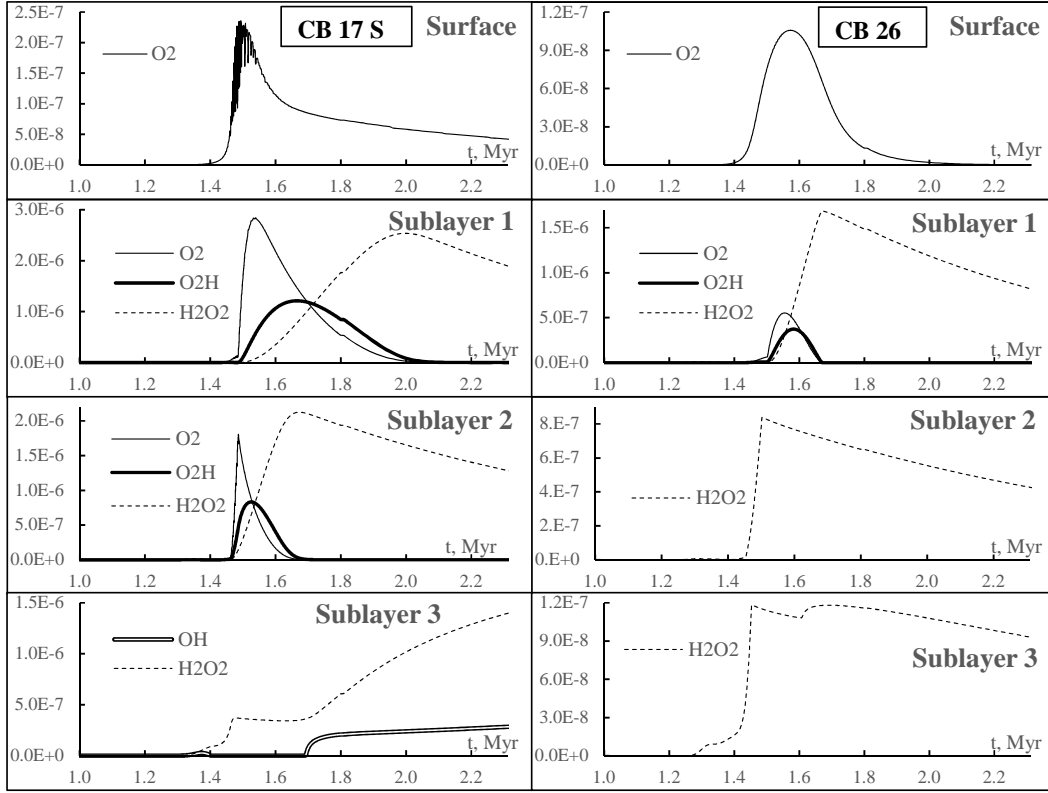 2.5E-7
2.0E-7
1.5E-7
1.0E-7
5.0E-8
0.0E+0
CB 17 S
Surface
O2
t, Myr
1.0 1.2 1.4 1.6 1.8 2.0 2.2
1.2E-7
9.0E-8
6.0E-8
3.0E-8
0.0E+0
CB 26
Surface
O2
t, Myr
1.0 1.2 1.4 1.6 1.8 2.0 2.2
3.0E-6
2.0E-6
1.0E-6
0.0E+0
Sublayer 1
O2
O2H
H2O2
t, Myr
1.0 1.2 1.4 1.6 1.8 2.0 2.2
1.5E-6
1.0E-6
5.0E-7
0.0E+0
Sublayer 1
O2
O2H
H2O2
t, Myr
1.0 1.2 1.4 1.6 1.8 2.0 2.2
2.0E-6
1.5E-6
1.0E-6
5.0E-7
0.0E+0
Sublayer 2
O2
O2H
H2O2
t, Myr
1.0 1.2 1.4 1.6 1.8 2.0 2.2
8.E-7
6.E-7
4.E-7
2.E-7
0.E+0
Sublayer 2
H2O2
t, Myr
1.0 1.2 1.4 1.6 1.8 2.0 2.2
1.5E-6
1.0E-6
5.0E-7
0.0E+0
Sublayer 3
OH
H2O2
t, Myr
1.0 1.2 1.4 1.6 1.8 2.0 2.2
1.2E-7
9.0E-8
6.0E-8
3.0E-8
0.0E+0
H2O2
Sublayer 3
t, Myr
1.0 1.2 1.4 1.6 1.8 2.0 2.2